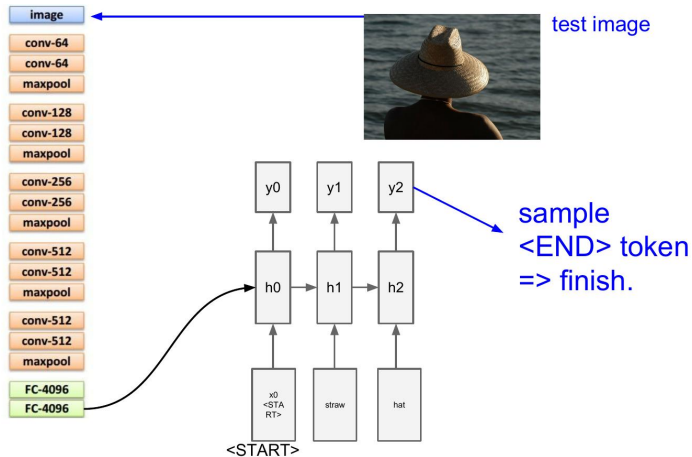 image
conv-64
conv-64
maxpool
conv-128
conv-128
maxpool
conv-256
conv-256
maxpool
conv-512
conv-512
maxpool
conv-512
conv-512
maxpool
FC-4096
FC-4096
test image
y0
y1
y2
h0
h1
h2
x0
<STA
RT>
straw
hat
<START>
sample
<END> token
=> finish.